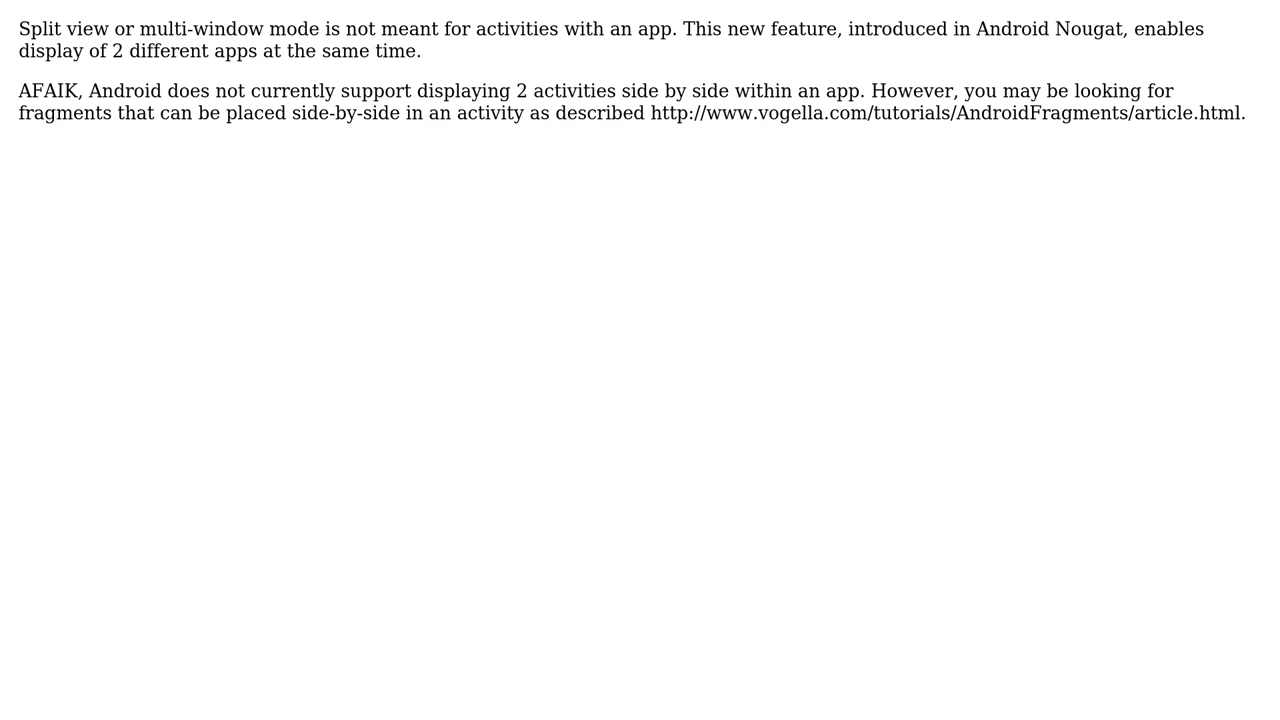 Split view or multi-window mode is not meant for activities with an app. This new feature, introduced in Android Nougat, enables
display of 2 different apps at the same time.
AFAIK, Android does not currently support displaying 2 activities side by side within an app. However, you may be looking for
fragments that can be placed side-by-side in an activity as described http://www.vogella.com/tutorials/AndroidFragments/article.html.